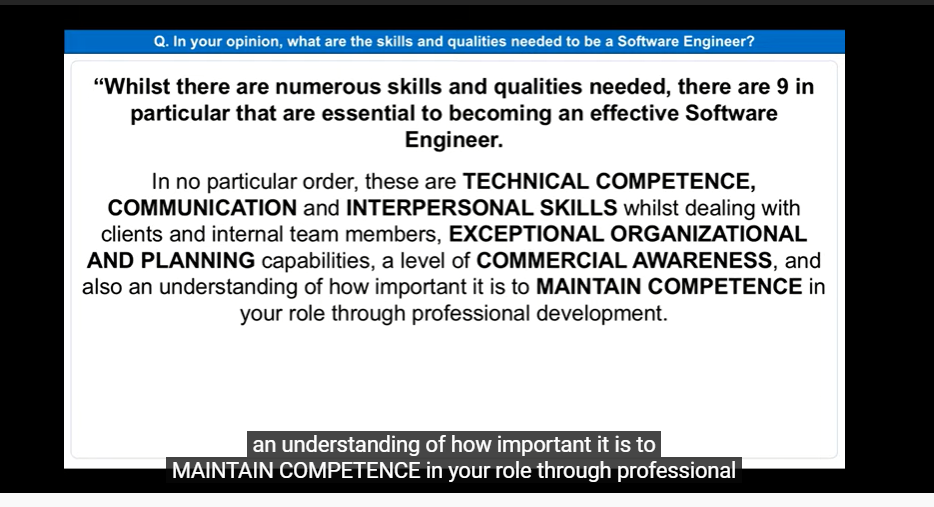 Q. In your opinion, what are the skills and qualities needed to be a Software Engineer?
“Whilst there are numerous skills and qualities needed, there are 9 in
particular that are essential to becoming an effective Software
Engineer.
In no particular order, these are TECHNICAL COMPETENCE,
COMMUNICATION and INTERPERSONAL SKILLS whilst dealing with
clients and internal team members, EXCEPTIONAL ORGANIZATIONAL
AND PLANNING capabilities, a level of COMMERCIAL AWARENESS, and
also an understanding of how important it is to MAINTAIN COMPETENCE in
your role through professional development.
an understanding of how important it is to
MAINTAIN COMPETENCE in your role through professional